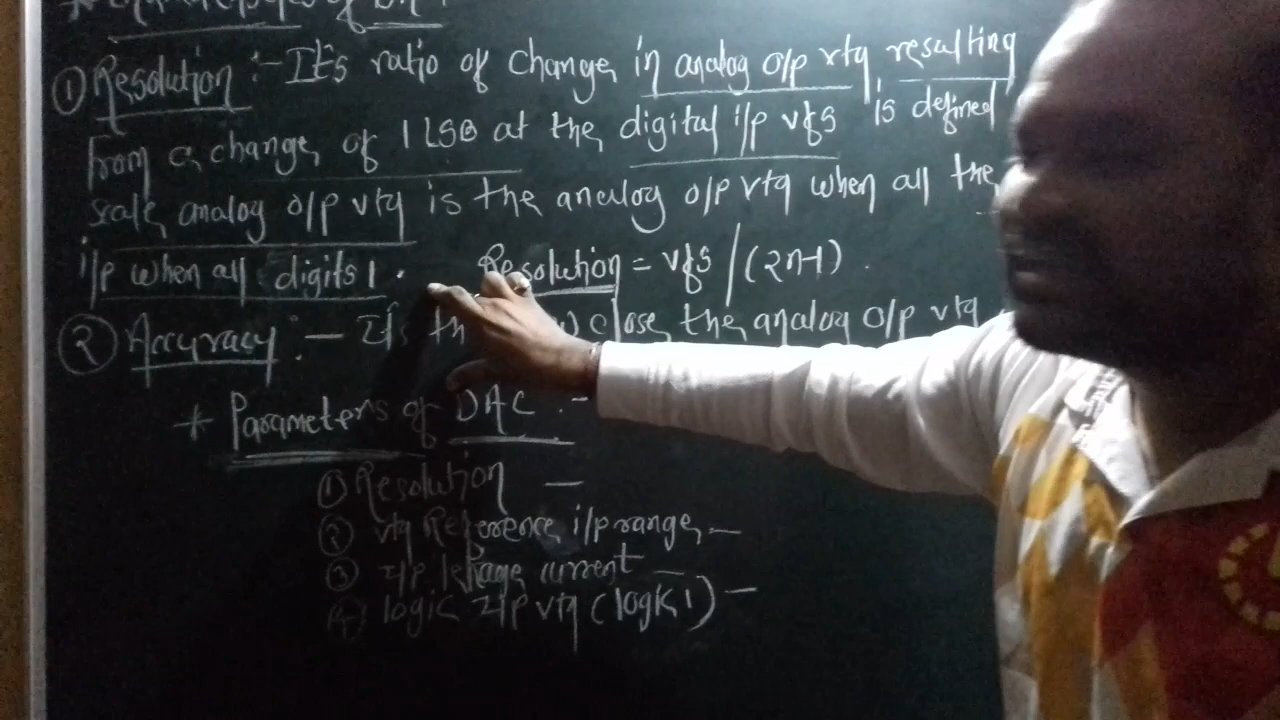 ① Resolution :- It's ratio of change in analog o/p vtg resulting
from a change of 1 LSB at the digital i/p vfs is defined
scale analog o/p vtg is the analog o/p vtg when all the
i/p when all digits 1. Resolution = vfs / (2n-1).
② Accuracy :- It's close the analog o/p vtg
* Parameters of DAC :-
① Resolution —
② vtg Reference i/p range —
③ I/P lekage current —
④ logic I/p vtg (logic 1) —